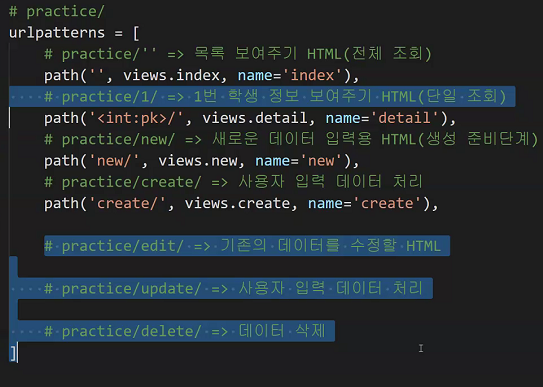 # practice/
urlpatterns = [
# practice/'' => 목록 보여주기 HTML(전체 조회)
path('', views.index, name='index'),
# practice/1/ => 1번 학생 정보 보여주기 HTML(단일 조회)
path('<int:pk>/', views.detail, name='detail'),
# practice/new/ => 새로운 데이터 입력용 HTML(생성 준비단계)
path('new/', views.new, name='new'),
# practice/create/ => 사용자 입력 데이터 처리
path('create/', views.create, name='create'),
# practice/edit/ => 기존의 데이터를 수정할 HTML
# practice/update/ => 사용자 입력 데이터 처리
# practice/delete/ => 데이터 삭제
]